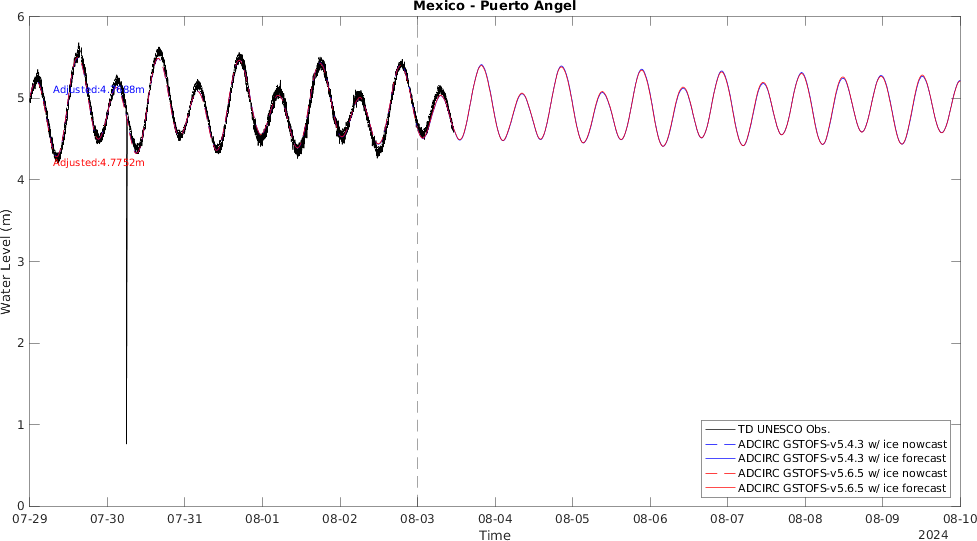 Mexico - Puerto Angel
6
5
4
3
2
1
0
Water Level (m)
Adjusted:4.7752m
TD UNESCO Obs.
ADCIRC GSTOFS-v5.4.3 w/ ice nowcast
ADCIRC GSTOFS-v5.4.3 w/ ice forecast
ADCIRC GSTOFS-v5.6.5 w/ ice nowcast
ADCIRC GSTOFS-v5.6.5 w/ ice forecast
07-29 07-30 07-31 08-01 08-02 08-03 08-04 08-05 08-06 08-07 08-08 08-09 08-10
Time
2024